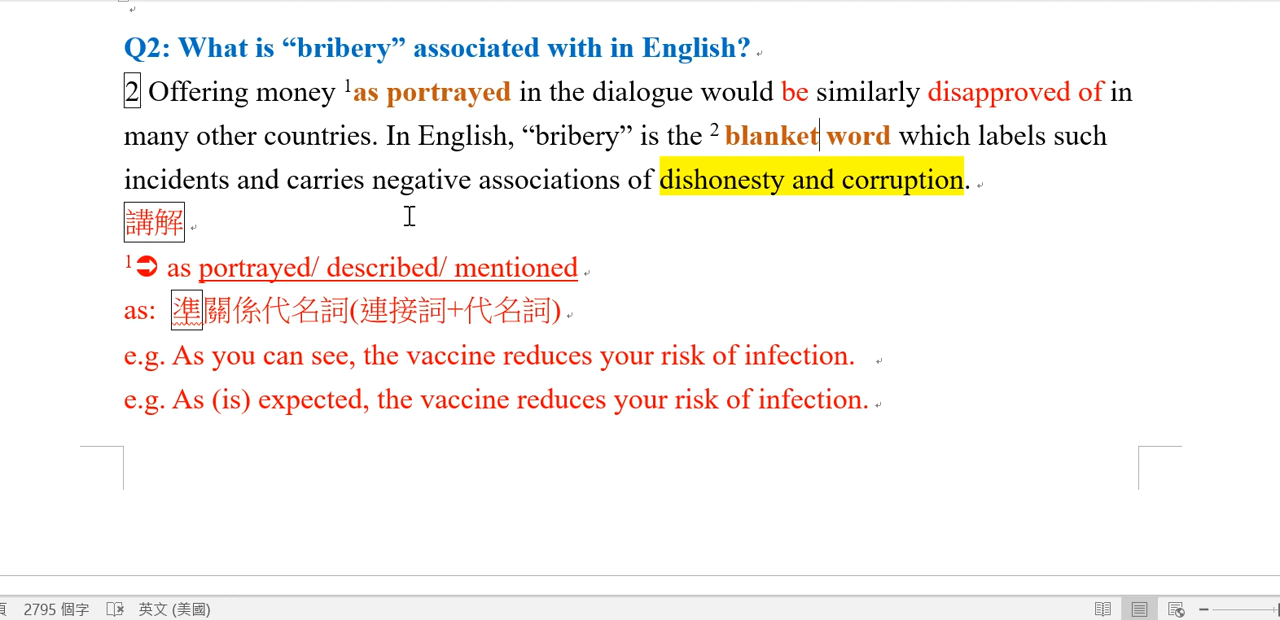 Q2: What is “bribery” associated with in English?
2 Offering money 1as portrayed in the dialogue would be similarly disapproved of in
many other countries. In English, “bribery” is the 2 blanket word which labels such
incidents and carries negative associations of dishonesty and corruption.
講解
1➲ as portrayed/ described/ mentioned
as: 準關係代名詞(連接詞+代名詞)
e.g. As you can see, the vaccine reduces your risk of infection.
e.g. As (is) expected, the vaccine reduces your risk of infection.
2795 個字 英文 (美國)